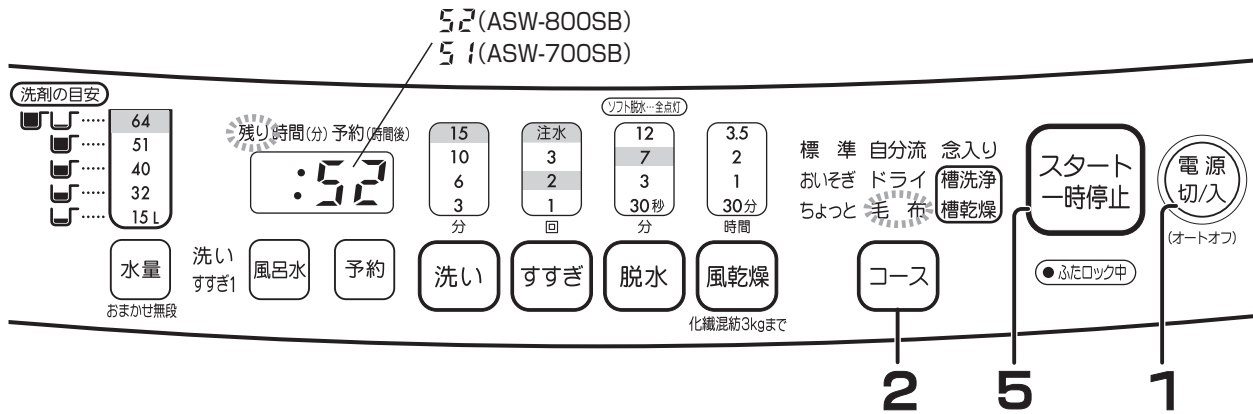 52(ASW-800SB)
51(ASW-700SB)
洗剤の目安
64
51
40
32
15L
水量
おまかせ無段
残り時間(分) 予約(時間後)
:52
洗い
すすぎ1
風呂水
予約
15
10
6
3
分
洗い
注水
3
2
1
回
すすぎ
ソフト脱水…全点灯
12
7
3
30秒
分
脱水
3.5
2
1
30分
時間
風乾燥
化繊混紡3kgまで
標準 自分流 念入り
おいそぎ ドライ 槽洗浄
ちょっと 毛布 槽乾燥
コース
スタート
一時停止
ふたロック中
電源
切/入
(オートオフ)
2
5
1